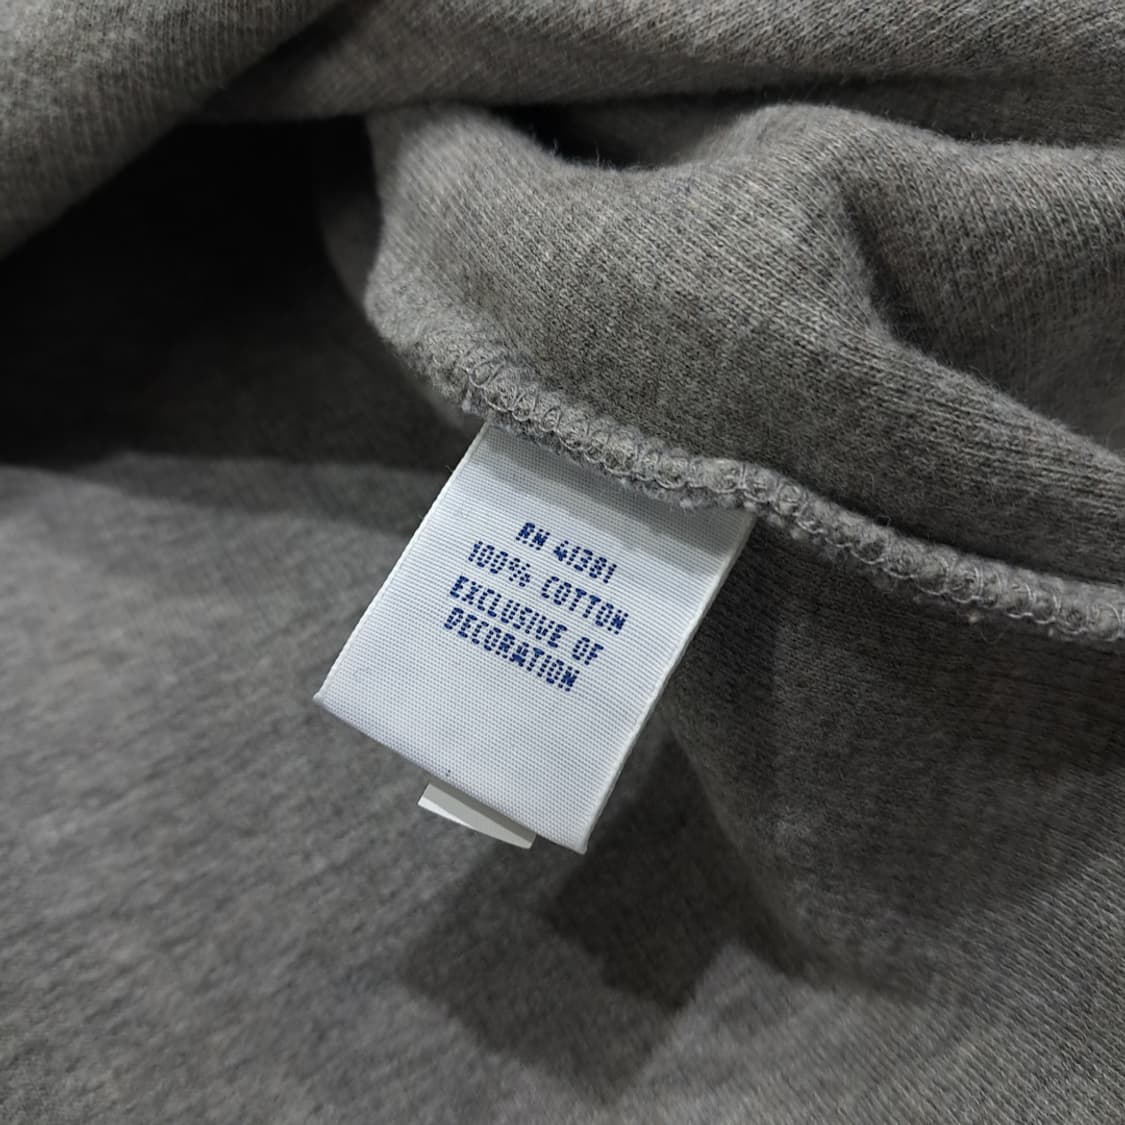 RN 41381
100% COTTON
EXCLUSIVE OF
DECORATION